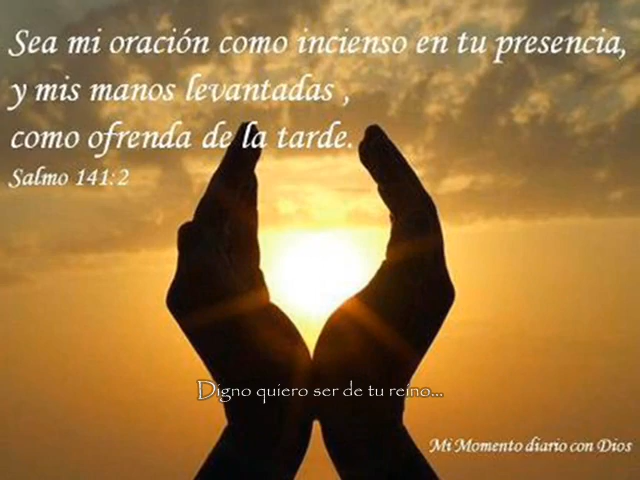 Sea mi oración como incienso en tu presencia,
y mis manos levantadas ,
como ofrenda de la tarde.
Salmo 141:2
Digno quiero ser de tu reino...
Mi Momento diario con Dios